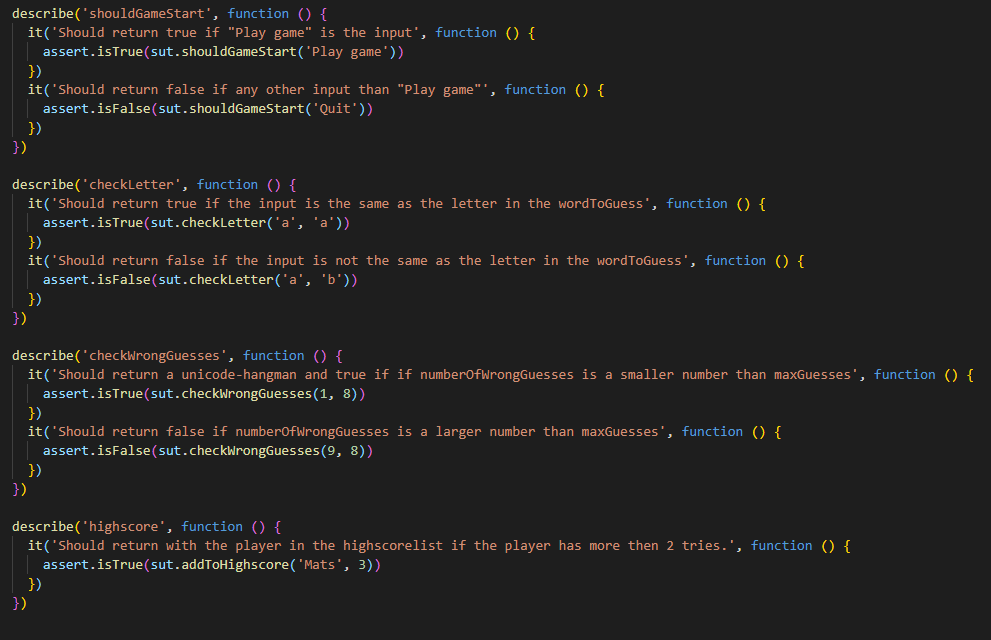 describe('shouldGameStart', function () {
  it('Should return true if "Play game" is the input', function () {
    assert.isTrue(sut.shouldGameStart('Play game'))
  })
  it('Should return false if any other input than "Play game"', function () {
    assert.isFalse(sut.shouldGameStart('Quit'))
  })
})

describe('checkLetter', function () {
  it('Should return true if the input is the same as the letter in the wordToGuess', function () {
    assert.isTrue(sut.checkLetter('a', 'a'))
  })
  it('Should return false if the input is not the same as the letter in the wordToGuess', function () {
    assert.isFalse(sut.checkLetter('a', 'b'))
  })
})

describe('checkWrongGuesses', function () {
  it('Should return a unicode-hangman and true if if numberOfWrongGuesses is a smaller number than maxGuesses', function () {
    assert.isTrue(sut.checkWrongGuesses(1, 8))
  })
  it('Should return false if numberOfWrongGuesses is a larger number than maxGuesses', function () {
    assert.isFalse(sut.checkWrongGuesses(9, 8))
  })
})

describe('highscore', function () {
  it('Should return with the player in the highscorelist if the player has more then 2 tries.', function () {
    assert.isTrue(sut.addToHighscore('Mats', 3))
  })
})